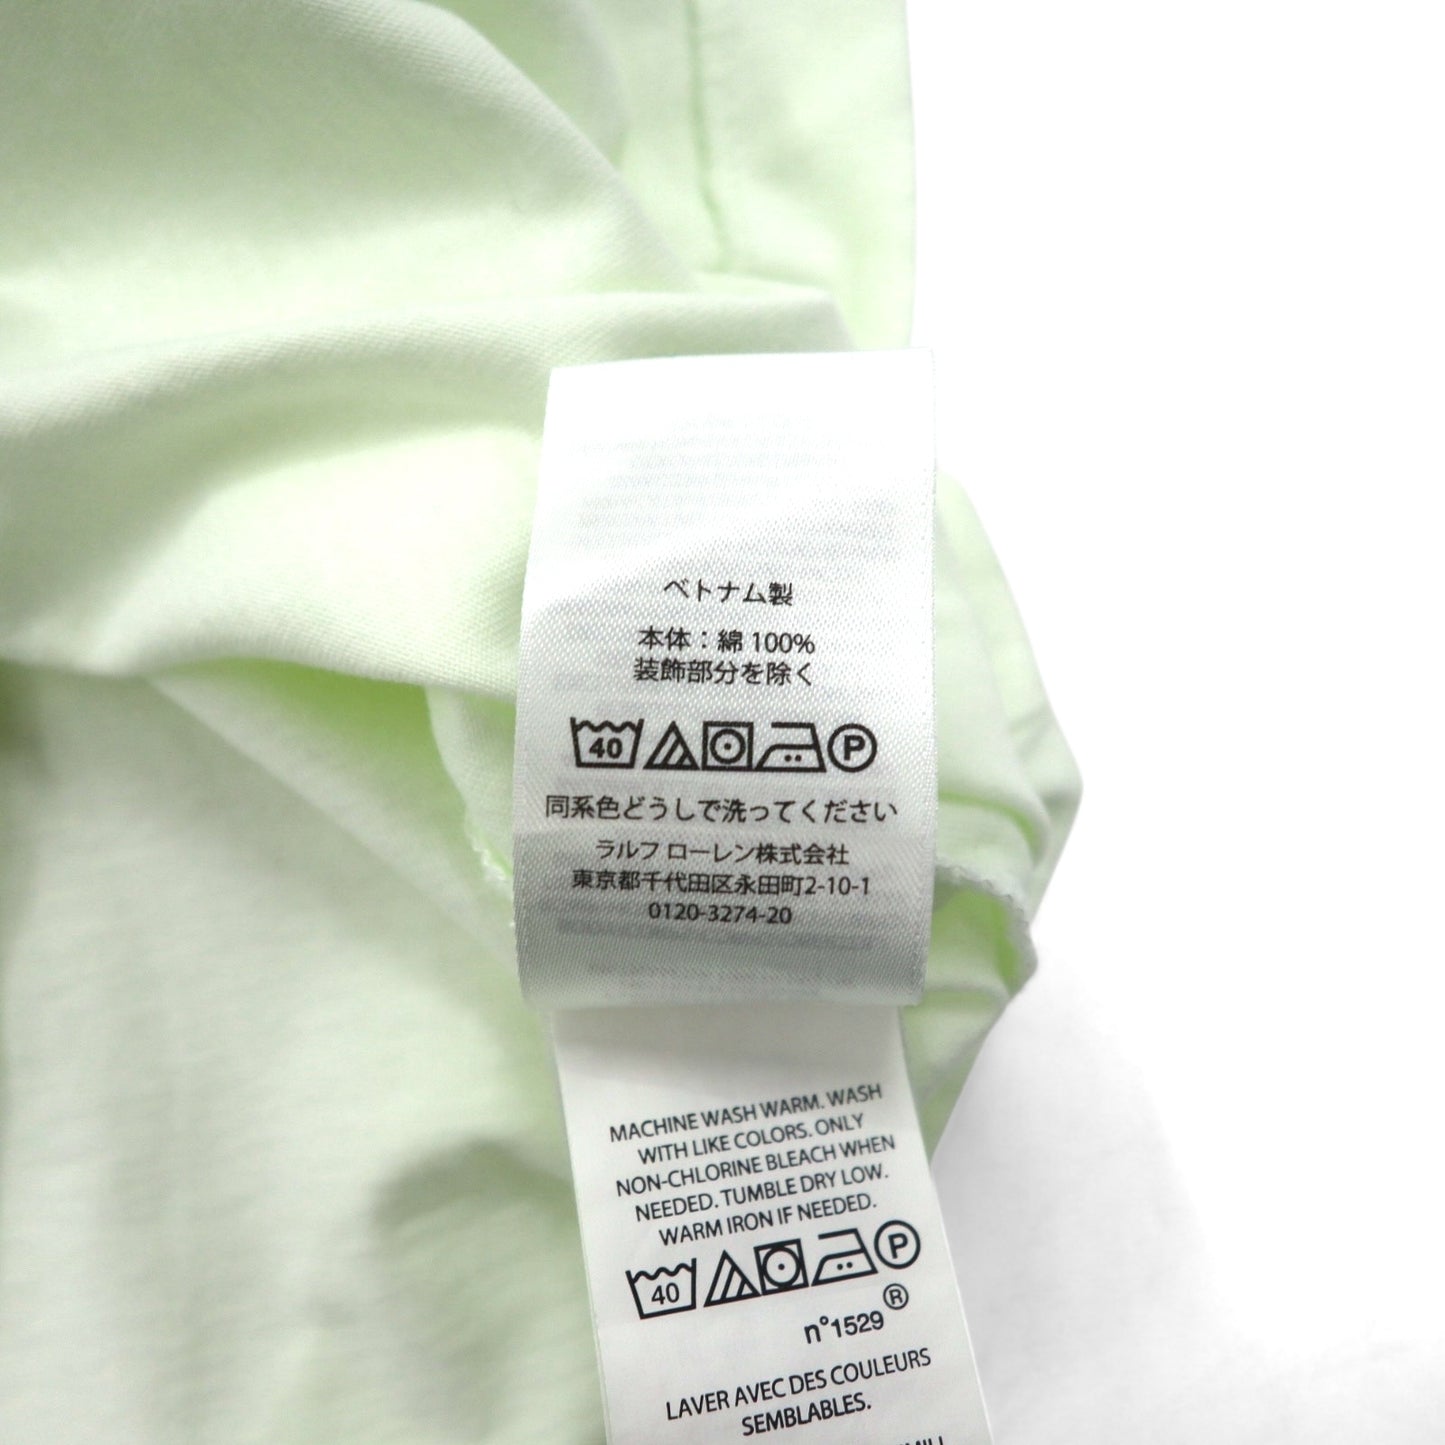 ベトナム製
本体：綿 100%
装飾部分を除く
40 P
同系色どうしで洗ってください
ラルフ ローレン株式会社
東京都千代田区永田町2-10-1
0120-3274-20
MACHINE WASH WARM. WASH
WITH LIKE COLORS. ONLY
NON-CHLORINE BLEACH WHEN
NEEDED. TUMBLE DRY LOW.
WARM IRON IF NEEDED.
40 P
n°1529®
LAVER AVEC DES COULEURS
SEMBLABLES.